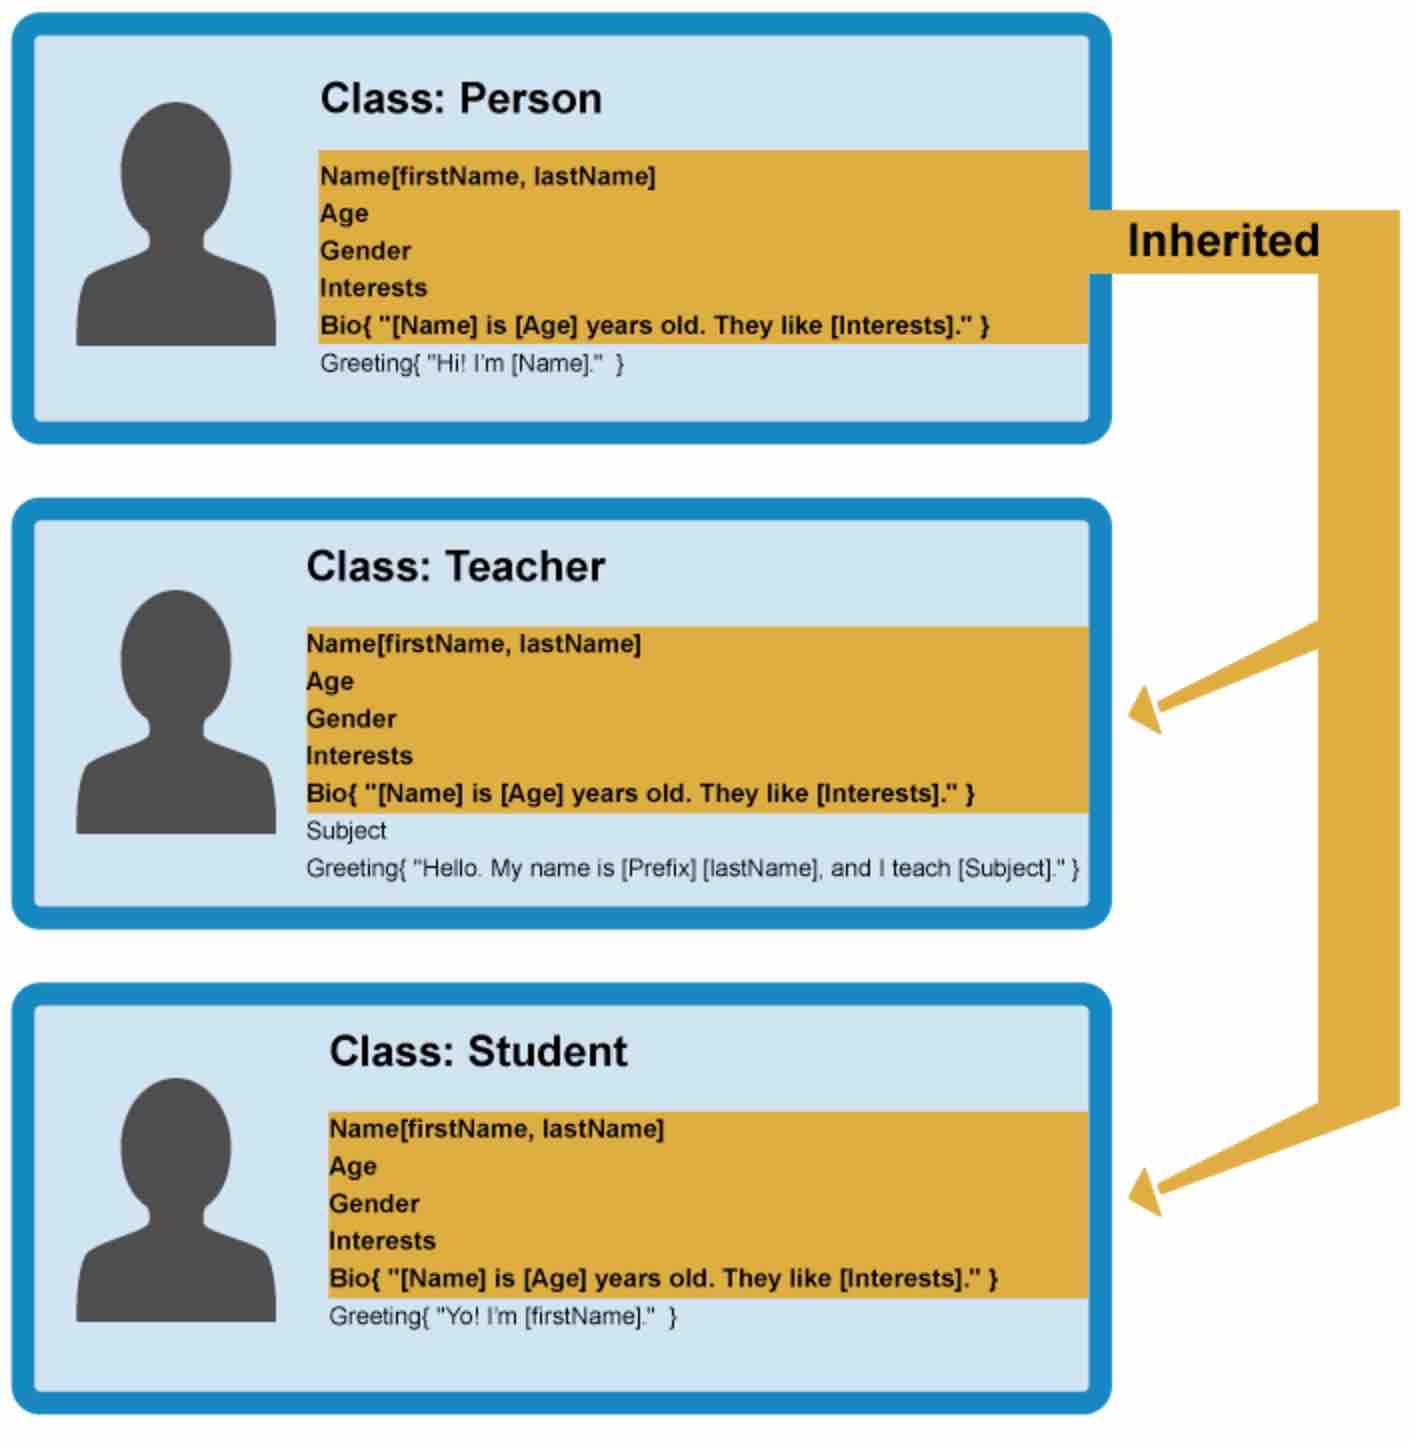 Class: Person
Name[firstName, lastName]
Age
Gender
Interests
Bio{ "[Name] is [Age] years old. They like [Interests]." }
Greeting{ "Hi! I'm [Name]."  }
Inherited
Class: Teacher
Name[firstName, lastName]
Age
Gender
Interests
Bio{ "[Name] is [Age] years old. They like [Interests]." }
Subject
Greeting{ "Hello. My name is [Prefix] [lastName], and I teach [Subject]." }
Class: Student
Name[firstName, lastName]
Age
Gender
Interests
Bio{ "[Name] is [Age] years old. They like [Interests]." }
Greeting{ "Yo! I'm [firstName]."  }